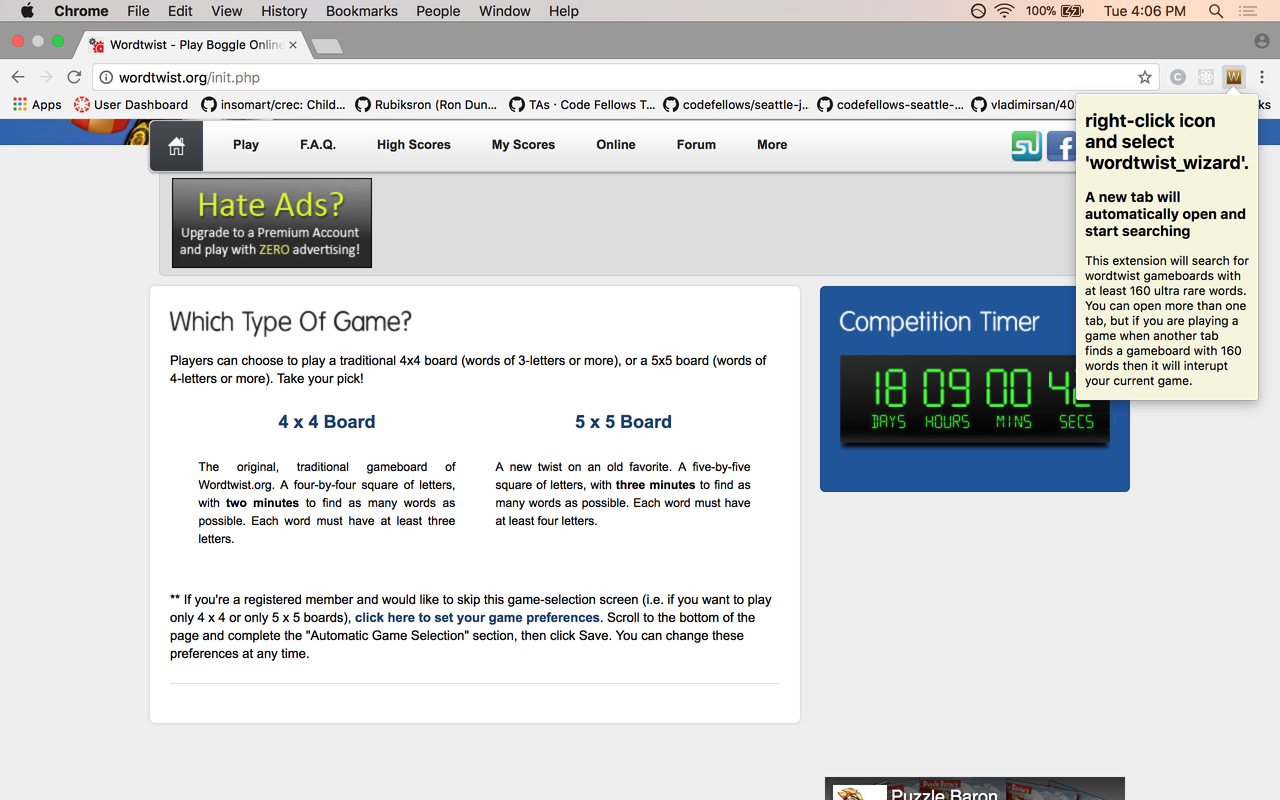 Chrome File Edit View History Bookmarks People Window Help 100% Tue 4:06 PM
Wordtwist - Play Boggle Online
wordtwist.org/init.php
Apps User Dashboard insomart/crec: Child... Rubiksron (Ron Dun... TAs · Code Fellows T... codefellows/seattle-j... codefellows-seattle-... vladimirsan/40
Play F.A.Q. High Scores My Scores Online Forum More
right-click icon
and select
'wordtwist_wizard'.
A new tab will
automatically open and
start searching
This extension will search for
wordtwist gameboards with
at least 160 ultra rare words.
You can open more than one
tab, but if you are playing a
game when another tab
finds a gameboard with 160
words then it will interupt
your current game.
Hate Ads?
Upgrade to a Premium Account
and play with ZERO advertising!
Which Type Of Game?
Players can choose to play a traditional 4x4 board (words of 3-letters or more), or a 5x5 board (words of
4-letters or more). Take your pick!
4 x 4 Board
The original, traditional gameboard of
Wordtwist.org. A four-by-four square of letters,
with two minutes to find as many words as
possible. Each word must have at least three
letters.
5 x 5 Board
A new twist on an old favorite. A five-by-five
square of letters, with three minutes to find as
many words as possible. Each word must have
at least four letters.
** If you're a registered member and would like to skip this game-selection screen (i.e. if you want to play
only 4 x 4 or only 5 x 5 boards), click here to set your game preferences. Scroll to the bottom of the
page and complete the "Automatic Game Selection" section, then click Save. You can change these
preferences at any time.
Competition Timer
18 09 00
DAYS HOURS MINS SECS
Puzzle Baron